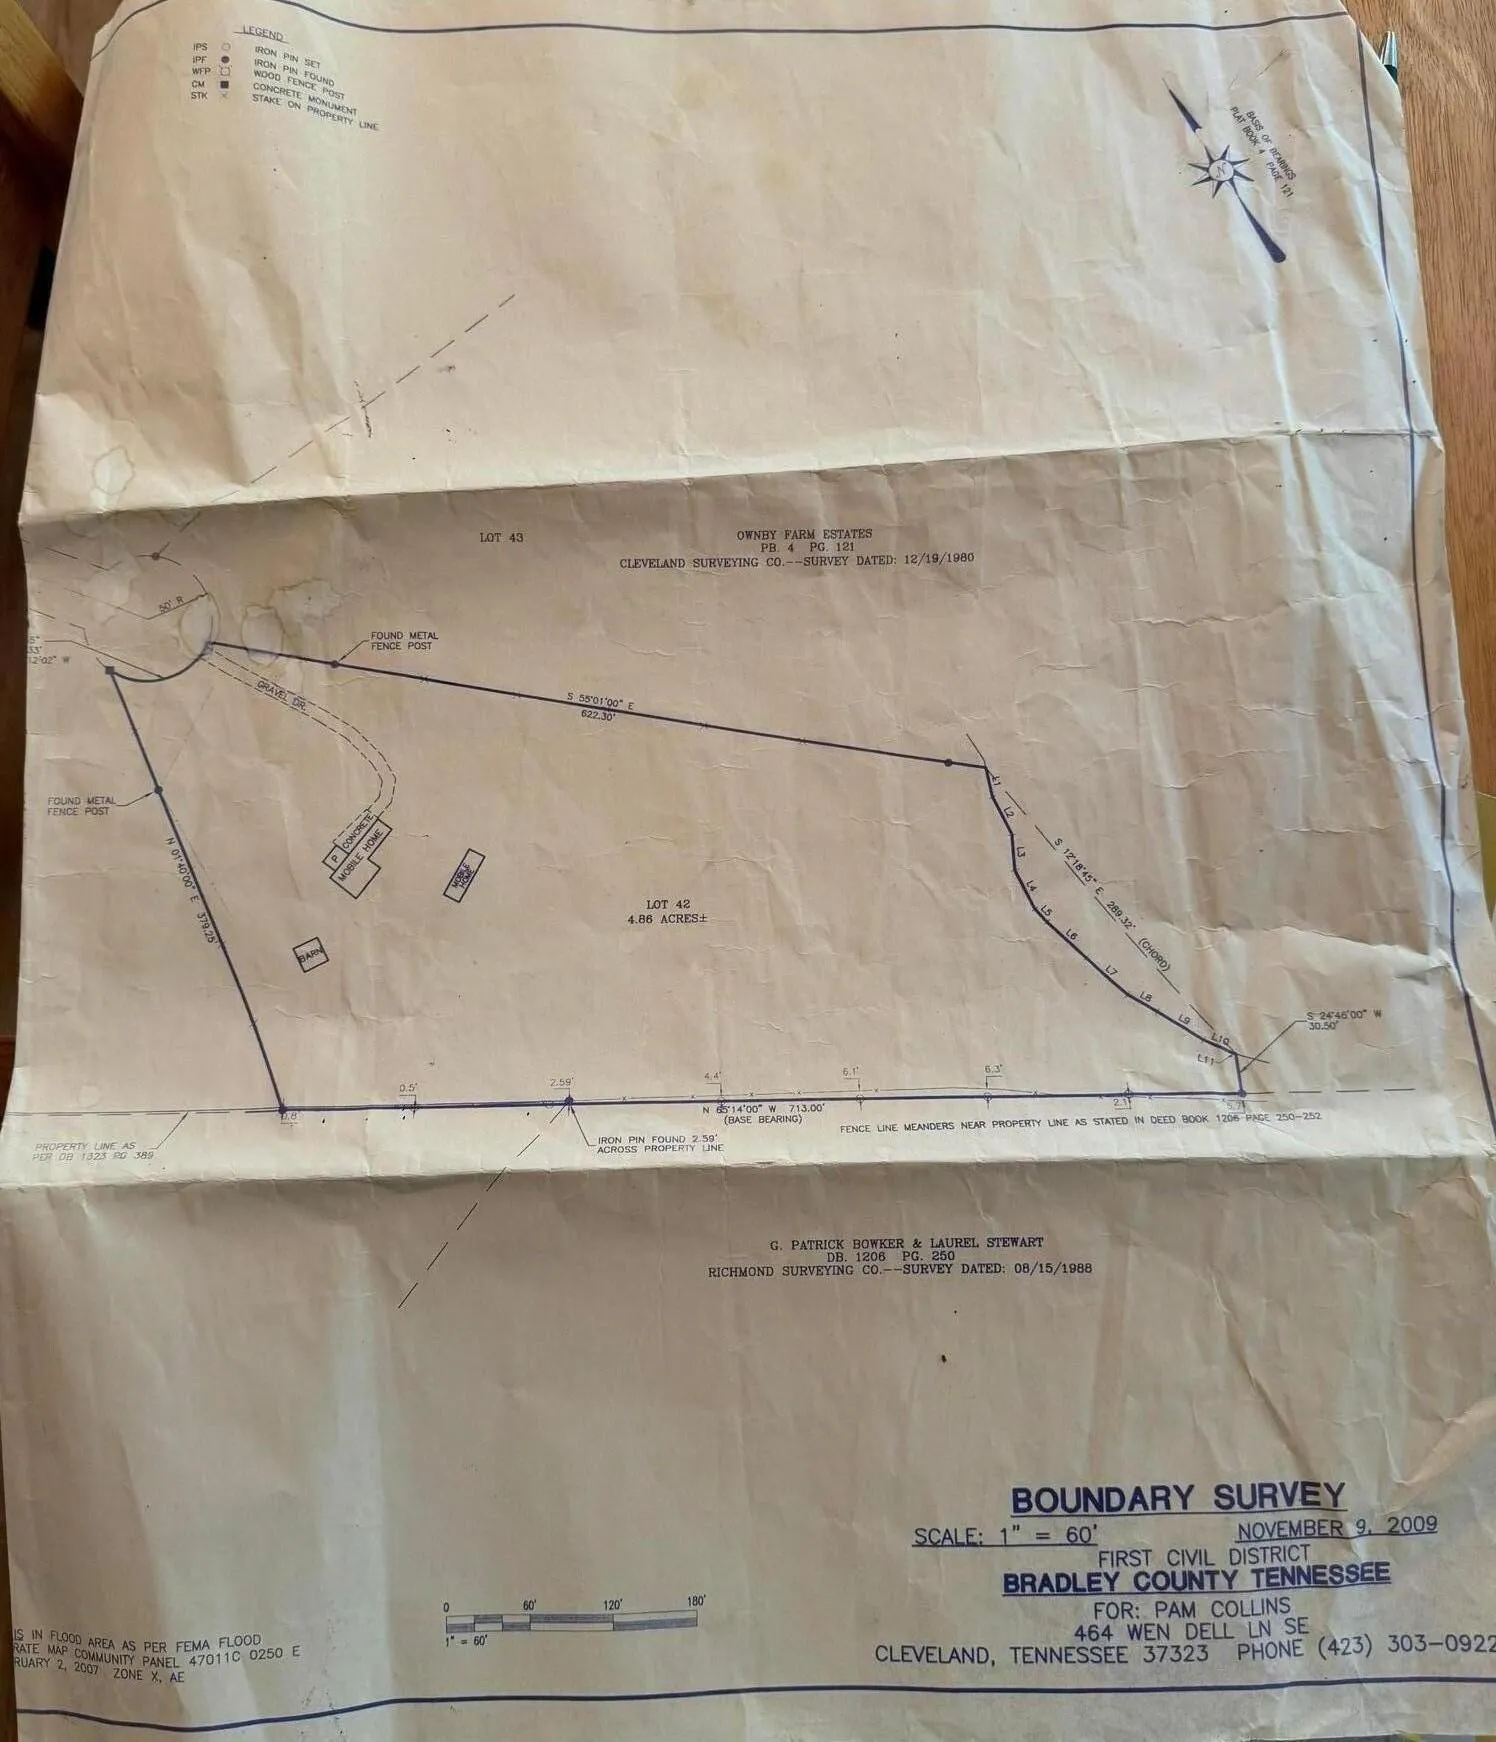 LEGEND
IPS IRON PIN SET
IPF IRON PIN FOUND
WFP WOOD FENCE POST
CM CONCRETE MONUMENT
STK STAKE ON PROPERTY LINE
BASIS OF BEARINGS
PLAT BOOK 4 PAGE 121
N
LOT 43
OWNBY FARM ESTATES
PB. 4 PG. 121
CLEVELAND SURVEYING CO.--SURVEY DATED: 12/19/1980
50' R
5"
33'
12'02" W
FOUND METAL
FENCE POST
GRAVEL DR.
S 55°01'00" E
622.30'
FOUND METAL
FENCE POST
N 01°40'00" E 379.25'
P
CONCRETE
MOBILE HOME
MOBILE
HOME
BARN
LOT 42
4.86 ACRES±
L1
L2
L3
L4
L5
L6
L7
L8
L9
L10
L11
S 12°18'45" E 289.32' (CHORD)
S 24°46'00" W
30.50'
0.8'
0.5'
2.59'
4.4'
6.1'
6.3'
2.1'
5.7'
N 65°14'00" W 713.00'
(BASE BEARING)
FENCE LINE MEANDERS NEAR PROPERTY LINE AS STATED IN DEED BOOK 1206 PAGE 250-252
IRON PIN FOUND 2.59'
ACROSS PROPERTY LINE
PROPERTY LINE AS
PER DB 1323 PG 389
G. PATRICK BOWKER & LAUREL STEWART
DB. 1206 PG. 250
RICHMOND SURVEYING CO.--SURVEY DATED: 08/15/1988
BOUNDARY SURVEY
SCALE: 1" = 60' NOVEMBER 9, 2009
FIRST CIVIL DISTRICT
BRADLEY COUNTY TENNESSEE
FOR: PAM COLLINS
464 WEN DELL LN SE
CLEVELAND, TENNESSEE 37323 PHONE (423) 303-0922
0 60' 120' 180'
1" = 60'
IS IN FLOOD AREA AS PER FEMA FLOOD
RATE MAP COMMUNITY PANEL 47011C 0250 E
RUARY 2, 2007 ZONE X, AE